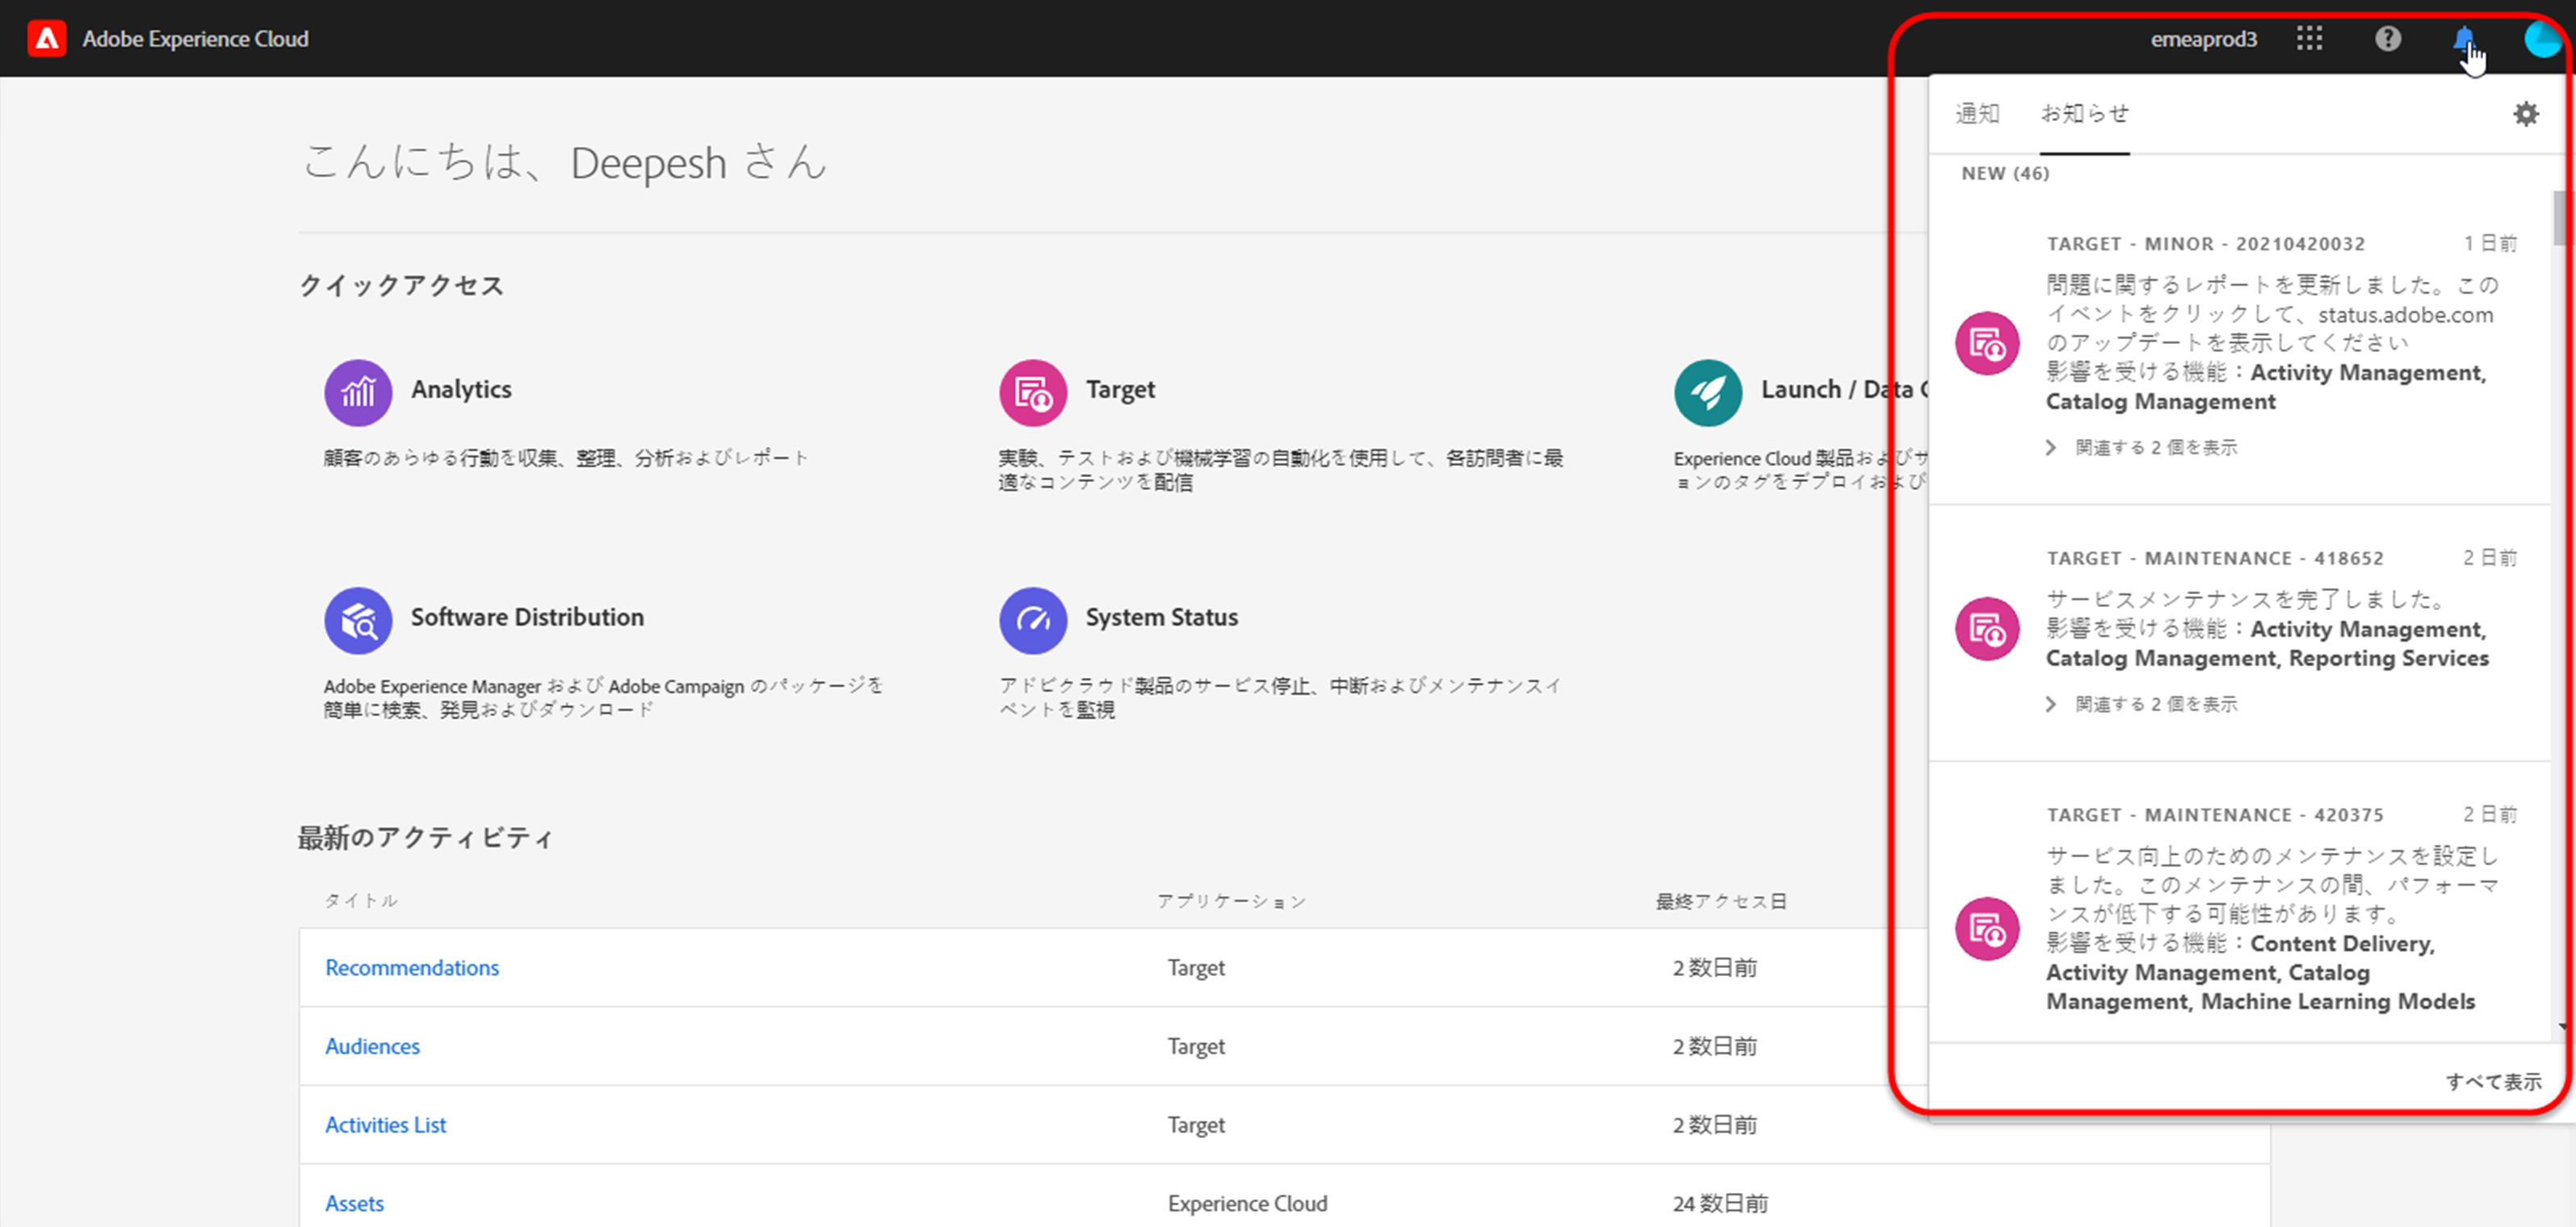 Adobe Experience Cloud
emeaprod3
こんにちは、Deepesh さん
クイックアクセス
Analytics
顧客のあらゆる行動を収集、整理、分析およびレポート
Target
実験、テストおよび機械学習の自動化を使用して、各訪問者に最
適なコンテンツを配信
Launch / Data C
Experience Cloud 製品およびサ
ョンのタグをデプロイおよび
Software Distribution
Adobe Experience Manager および Adobe Campaign のパッケージを
簡単に検索、発見およびダウンロード
System Status
アドビクラウド製品のサービス停止、中断およびメンテナンスイ
ベントを監視
最新のアクティビティ
タイトル アプリケーション 最終アクセス日
Recommendations Target 2 数日前
Audiences Target 2 数日前
Activities List Target 2 数日前
Assets Experience Cloud 24 数日前
通知 お知らせ
NEW (46)
TARGET - MINOR - 20210420032 1 日前
問題に関するレポートを更新しました。この
イベントをクリックして、status.adobe.com
のアップデートを表示してください
影響を受ける機能：Activity Management,
Catalog Management
関連する 2 個を表示
TARGET - MAINTENANCE - 418652 2 日前
サービスメンテナンスを完了しました。
影響を受ける機能：Activity Management,
Catalog Management, Reporting Services
関連する 2 個を表示
TARGET - MAINTENANCE - 420375 2 日前
サービス向上のためのメンテナンスを設定し
ました。このメンテナンスの間、パフォーマ
ンスが低下する可能性があります。
影響を受ける機能：Content Delivery,
Activity Management, Catalog
Management, Machine Learning Models
すべて表示